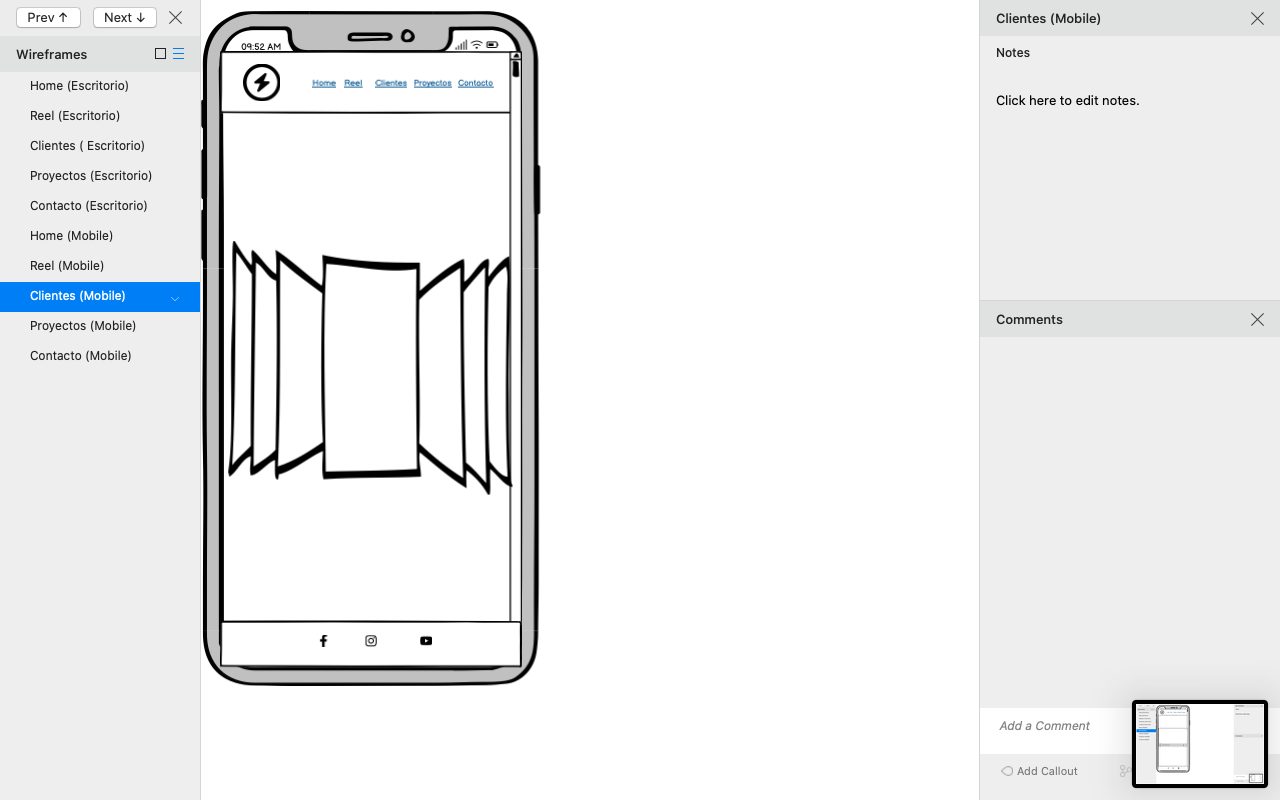 Prev ↑
Next ↓
Wireframes
Home (Escritorio)
Reel (Escritorio)
Clientes ( Escritorio)
Proyectos (Escritorio)
Contacto (Escritorio)
Home (Mobile)
Reel (Mobile)
Clientes (Mobile)
Proyectos (Mobile)
Contacto (Mobile)
09:52 AM
Home Reel Clientes Proyectos Contacto
Clientes (Mobile)
Notes
Click here to edit notes.
Comments
Add a Comment
Add Callout